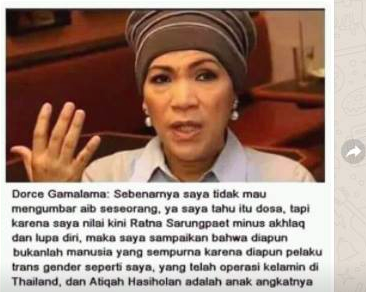 Dorce Gamalama: Sebenarnya saya tidak mau
mengumbar aib seseorang, ya saya tahu itu dosa, tapi
karena saya nilai kini Ratna Sarungpaet minus akhlaq
dan lupa diri, maka saya sampaikan bahwa diapun
bukanlah manusia yang sempurna karena diapun pelaku
trans gender seperti saya, yang telah operasi kelamin di
Thailand, dan Atiqah Hasiholan adalah anak angkatnya